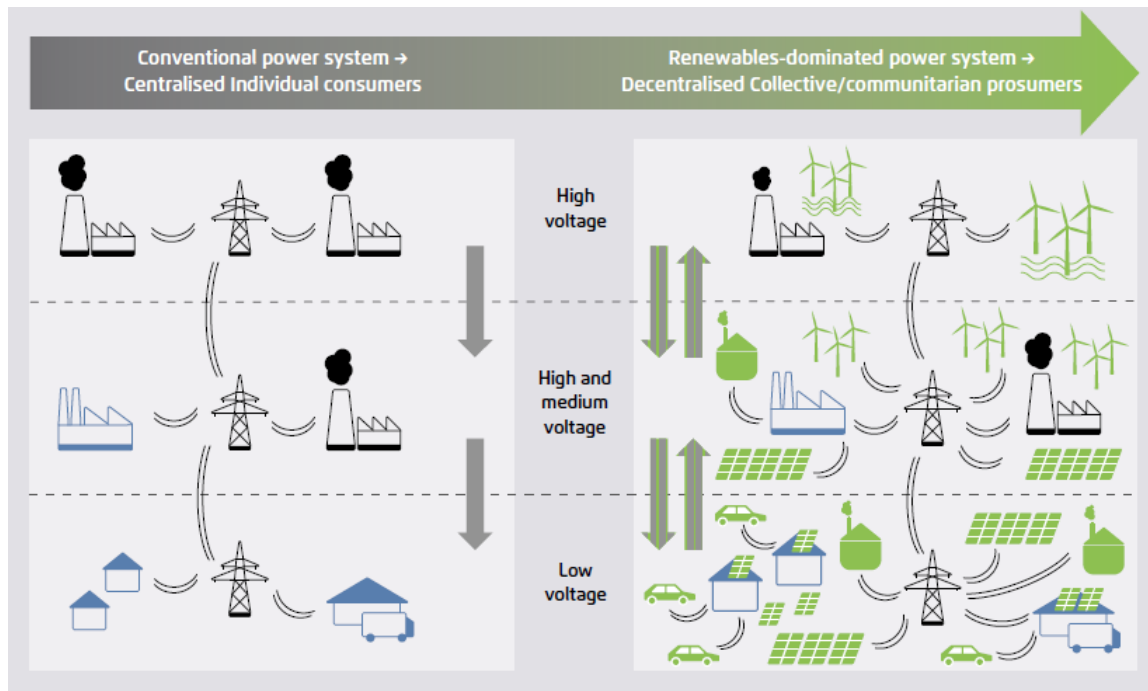 Conventional power system →
Centralised Individual consumers
Renewables-dominated power system →
Decentralised Collective/communitarian prosumers
High
voltage
High and
medium
voltage
Low
voltage